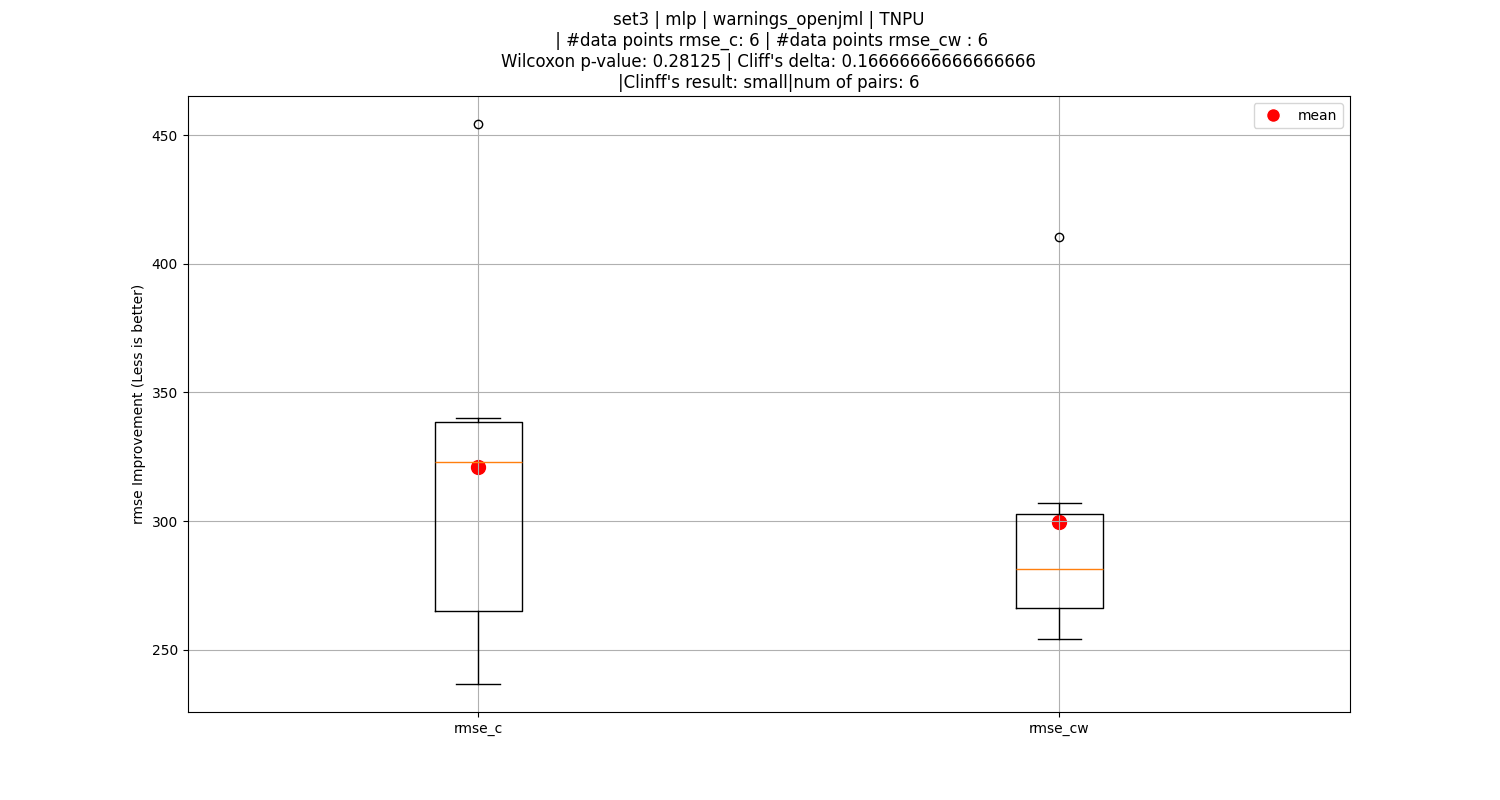 set3 | mlp | warnings_openjml | TNPU
| #data points rmse_c: 6 | #data points rmse_cw : 6
Wilcoxon p-value: 0.28125 | Cliff's delta: 0.16666666666666666
|Clinff's result: small|num of pairs: 6
mean
450
400
350
300
250
rmse Improvement (Less is better)
rmse_c
rmse_cw